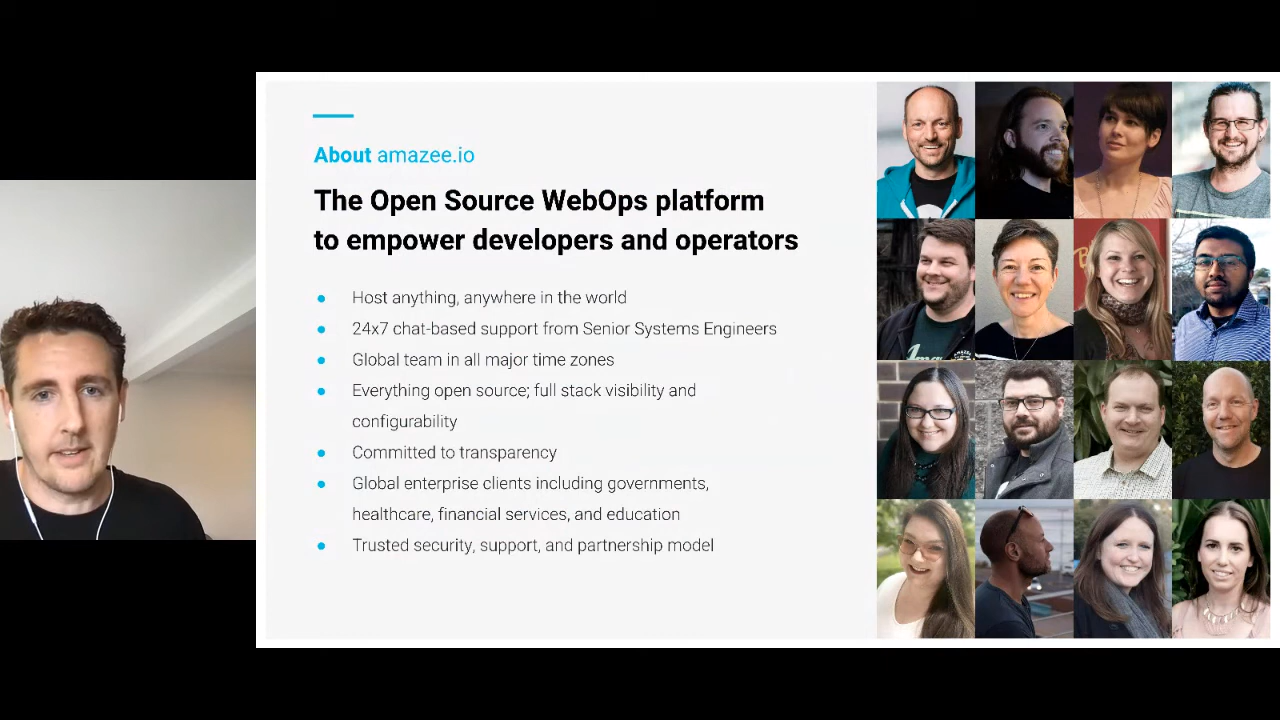 About amazee.io
The Open Source WebOps platform
to empower developers and operators
● Host anything, anywhere in the world
● 24x7 chat-based support from Senior Systems Engineers
● Global team in all major time zones
● Everything open source; full stack visibility and
configurability
● Committed to transparency
● Global enterprise clients including governments,
healthcare, financial services, and education
● Trusted security, support, and partnership model